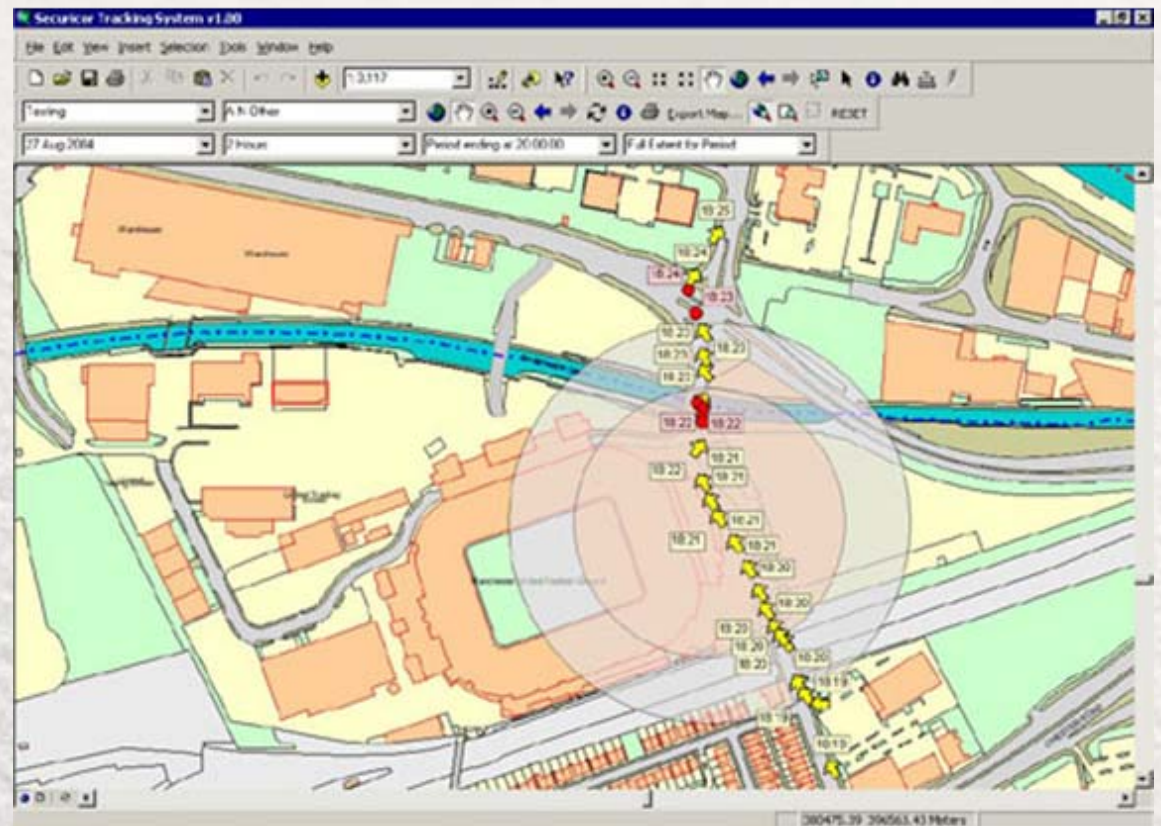 Securicor Tracking System v1.00
File Edit View Insert Selection Tools Window Help
1:3,117
Testing
A.N. Other
Export Map...
RESET
27 Aug 2004
2 Hours
Period ending at 20:00:00
Full Extent for Period
18:25
Warehouse
18:24
Warehouse
18:24
18:23
18:23
18:23
18:23
18:23
18:22
18:22
18:21
18:22
18:21
18:21
18:21
18:21
18:20
18:20
18:20
18:20
18:20
18:20
18:19
18:19
18:19
380475.39 396563.43 Meters